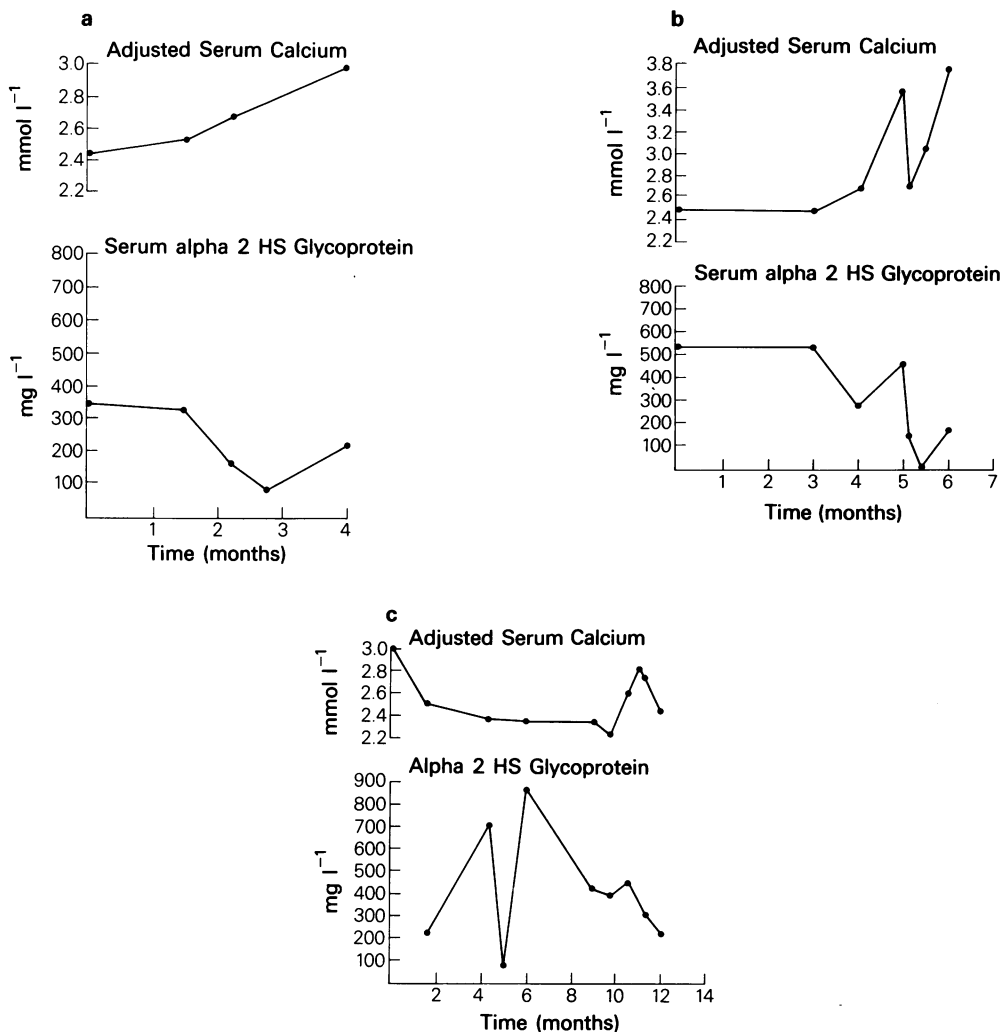 a
Adjusted Serum Calcium
3.0
2.8
2.6
2.4
2.2
mmol l⁻¹
Serum alpha 2 HS Glycoprotein
800
700
600
500
400
300
200
100
mg l⁻¹
1 2 3 4
Time (months)
b
Adjusted Serum Calcium
3.8
3.6
3.4
3.2
3.0
2.8
2.6
2.4
2.2
mmol l⁻¹
Serum alpha 2 HS Glycoprotein
800
700
600
500
400
300
200
100
mg l⁻¹
1 2 3 4 5 6 7
Time (months)
c
Adjusted Serum Calcium
3.0
2.8
2.6
2.4
2.2
mmol l⁻¹
Alpha 2 HS Glycoprotein
900
800
700
600
500
400
300
200
100
mg l⁻¹
2 4 6 8 10 12 14
Time (months)